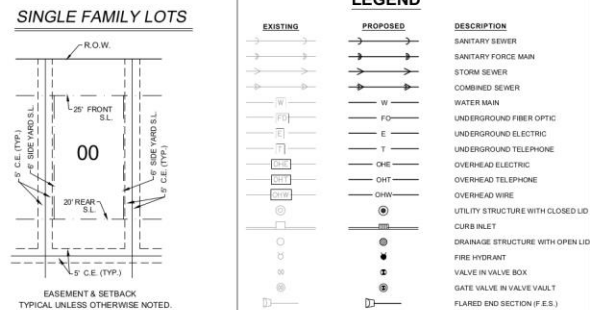 SINGLE FAMILY LOTS
R.O.W.
25' FRONT
S.L.
5' C.E. (TYP.)
6' SIDE YARD S.L.
00
6' SIDE YARD S.L.
5' C.E. (TYP.)
20' REAR
S.L.
5' C.E. (TYP.)
EASEMENT & SETBACK
TYPICAL UNLESS OTHERWISE NOTED.
LEGEND
EXISTING PROPOSED DESCRIPTION
SANITARY SEWER
SANITARY FORCE MAIN
STORM SEWER
COMBINED SEWER
W W WATER MAIN
FO FO UNDERGROUND FIBER OPTIC
E E UNDERGROUND ELECTRIC
T T UNDERGROUND TELEPHONE
OHE OHE OVERHEAD ELECTRIC
OHT OHT OVERHEAD TELEPHONE
OHW OHW OVERHEAD WIRE
UTILITY STRUCTURE WITH CLOSED LID
CURB INLET
DRAINAGE STRUCTURE WITH OPEN LID
FIRE HYDRANT
VALVE IN VALVE BOX
GATE VALVE IN VALVE VAULT
FLARED END SECTION (F.E.S.)